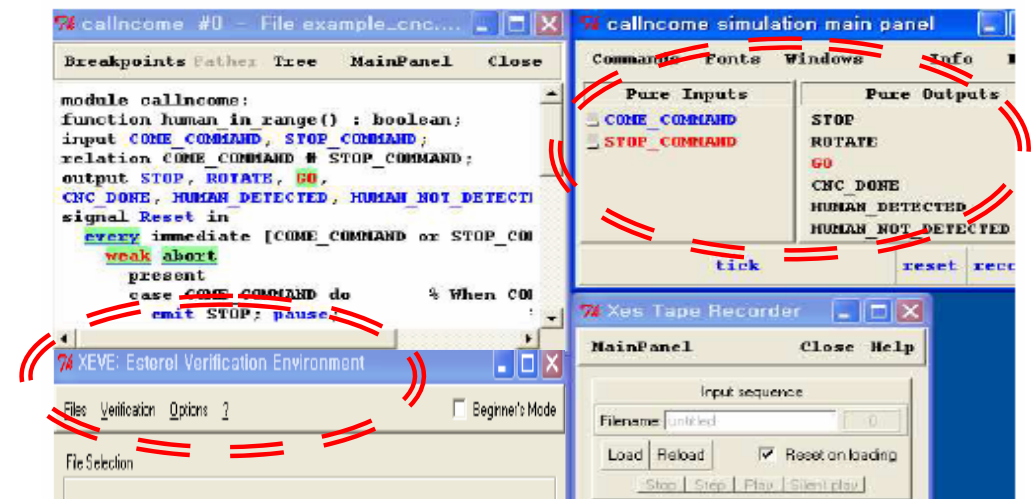 callncome #0 - File example_cnc....
Breakpoints Father Tree MainPanel Close
module callncome:
function human_in_range() : boolean;
input COME_COMMAND, STOP_COMMAND;
relation COME_COMMAND # STOP_COMMAND;
output STOP, ROTATE, GO,
CNC_DONE, HUMAN_DETECTED, HUMAN_NOT_DETECTI
signal Reset in
every immediate [COME_COMMAND or STOP_COM
weak abort
present
case COME_COMMAND do % When COM
emit STOP; pause;
XEVE: Esterel Verification Environment
Files Verification Options ?
Beginner's Mode
File Selection
callncome simulation main panel
Commands Fonts Windows Info
Pure Inputs
COME_COMMAND
STOP_COMMAND
Pure Outputs
STOP
ROTATE
GO
CNC_DONE
HUMAN_DETECTED
HUMAN_NOT_DETECTED
tick reset reco
Xes Tape Recorder
MainPanel Close Help
Input sequence
Filename untitled 0
Load Reload Reset on loading
Stop Step Play Silent play